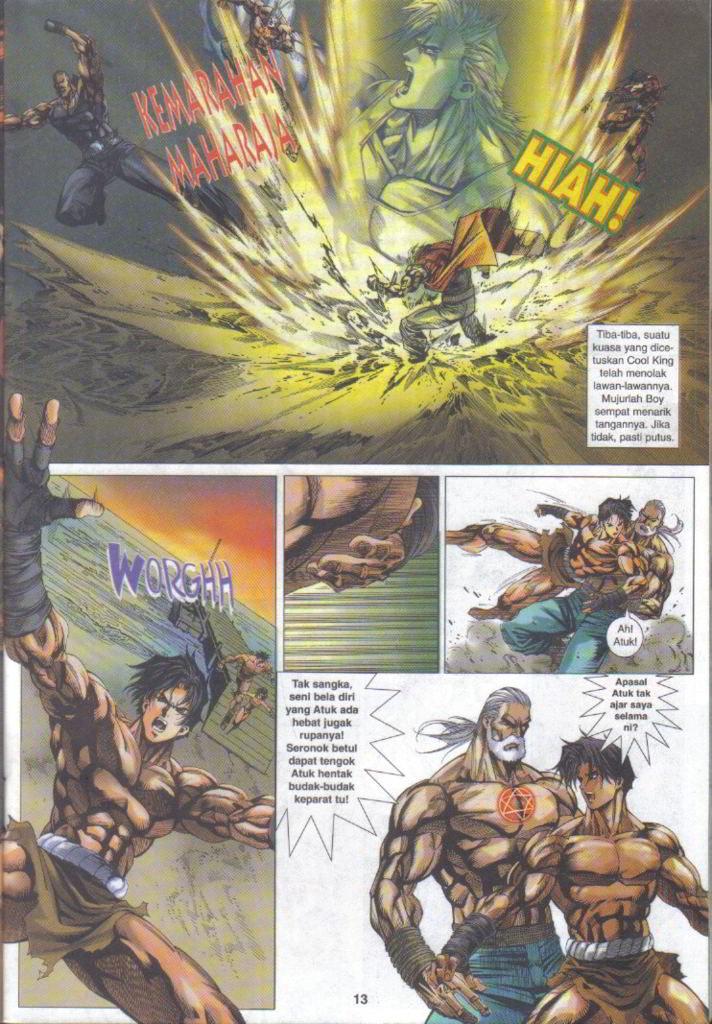 KEMARAHAN
MAHARAJA
HIAH!
Tiba-tiba, suatu
kuasa yang dice-
tuskan Cool King
telah menolak
lawan-lawannya.
Mujurlah Boy
sempat menarik
tangannya. Jika
tidak, pasti putus.
WORGHH
Ah!
Atuk!
Tak sangka,
seni bela diri
yang Atuk ada
hebat jugak
rupanya!
Seronok betul
dapat tengok
Atuk hentak
budak-budak
keparat tu!
Apasal
Atuk tak
ajar saya
selama
ni?
13